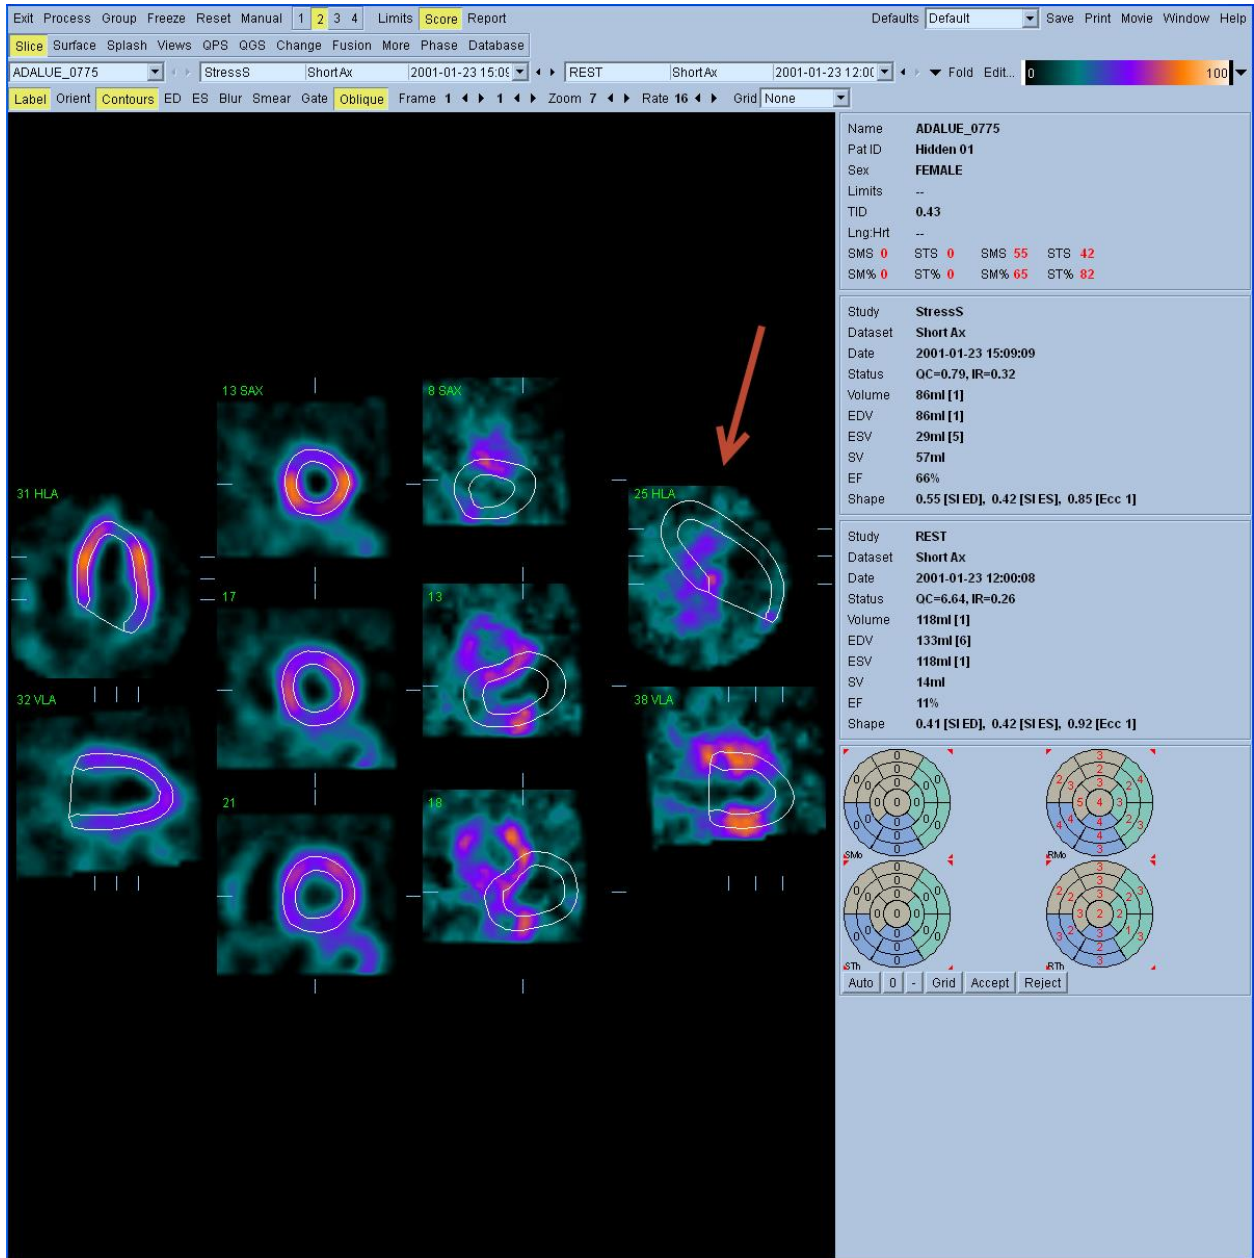 Exit Process Group Freeze Reset Manual 1 2 3 4 Limits Score Report Defaults Default Save Print Movie Window Help
Slice Surface Splash Views QPS QGS Change Fusion More Phase Database
ADALUE_0775 StressS ShortAx 2001-01-23 15:09 REST ShortAx 2001-01-23 12:00 Fold Edit... 0 100
Label Orient Contours ED ES Blur Smear Gate Oblique Frame 1 1 Zoom 7 Rate 16 Grid None
Name ADALUE_0775
Pat ID Hidden 01
Sex FEMALE
Limits --
TID 0.43
Lng:Hrt --
SMS 0 STS 0 SMS 55 STS 42
SM% 0 ST% 0 SM% 65 ST% 82
Study StressS
Dataset Short Ax
Date 2001-01-23 15:09:09
Status QC=0.79, IR=0.32
Volume 86ml [1]
EDV 86ml [1]
ESV 29ml [5]
SV 57ml
EF 66%
Shape 0.55 [SI ED], 0.42 [SI ES], 0.85 [Ecc 1]
Study REST
Dataset Short Ax
Date 2001-01-23 12:00:08
Status QC=6.64, IR=0.26
Volume 118ml [1]
EDV 133ml [6]
ESV 118ml [1]
SV 14ml
EF 11%
Shape 0.41 [SI ED], 0.42 [SI ES], 0.92 [Ecc 1]
13 SAX 8 SAX
31 HLA 25 HLA
17 13
32 VLA 38 VLA
21 18
SMo RMo
STh RTh
Auto 0 - Grid Accept Reject